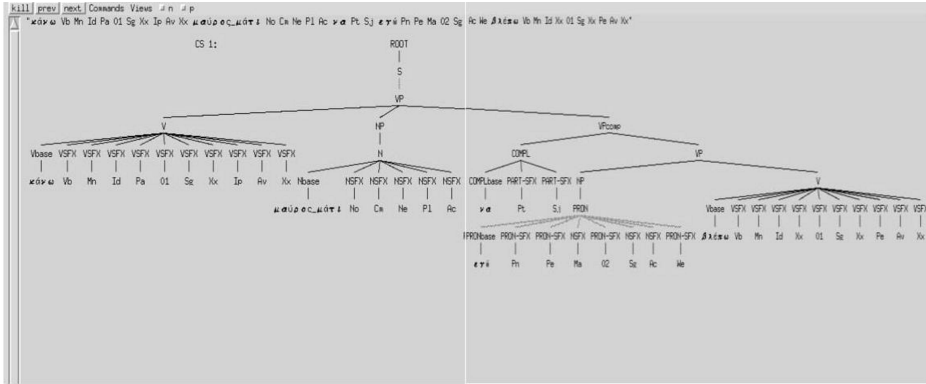 kill prev next Commands Views n p
"κάνω Vb Mn Id Pa 01 Sg Xx Ip Av Xx μαύρος_μάτι No Cm Ne Pl Ac να Pt Sj εγώ Pn Pe Ma 02 Sg Ac We βλέπω Vb Mn Id Xx 01 Sg Xx Pe Av Xx"
CS 1: ROOT
S
VP
V NP VPcomp
Vbase VSFX VSFX VSFX VSFX VSFX VSFX VSFX VSFX VSFX VSFX N COMPL VP
κάνω Vb Mn Id Pa 01 Sg Xx Ip Av Xx Nbase NSFX NSFX NSFX NSFX NSFX COMPLbase PART-SFX PART-SFX NP V
μαύρος_μάτι No Cm Ne Pl Ac να Pt Sj PRON Vbase VSFX VSFX VSFX VSFX VSFX VSFX VSFX VSFX VSFX VSFX
PRONbase PRON-SFX PRON-SFX NSFX PRON-SFX NSFX NSFX PRON-SFX βλέπω Vb Mn Id Xx 01 Sg Xx Pe Av Xx
εγώ Pn Pe Ma 02 Sg Ac We